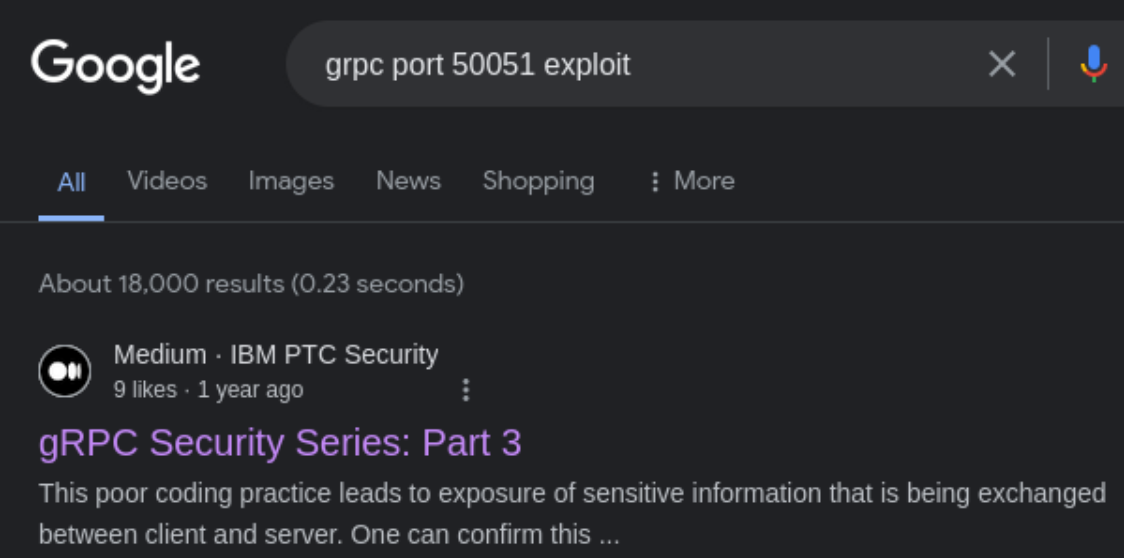 Google
grpc port 50051 exploit
All Videos Images News Shopping More
About 18,000 results (0.23 seconds)
Medium · IBM PTC Security
9 likes · 1 year ago
gRPC Security Series: Part 3
This poor coding practice leads to exposure of sensitive information that is being exchanged
between client and server. One can confirm this ...